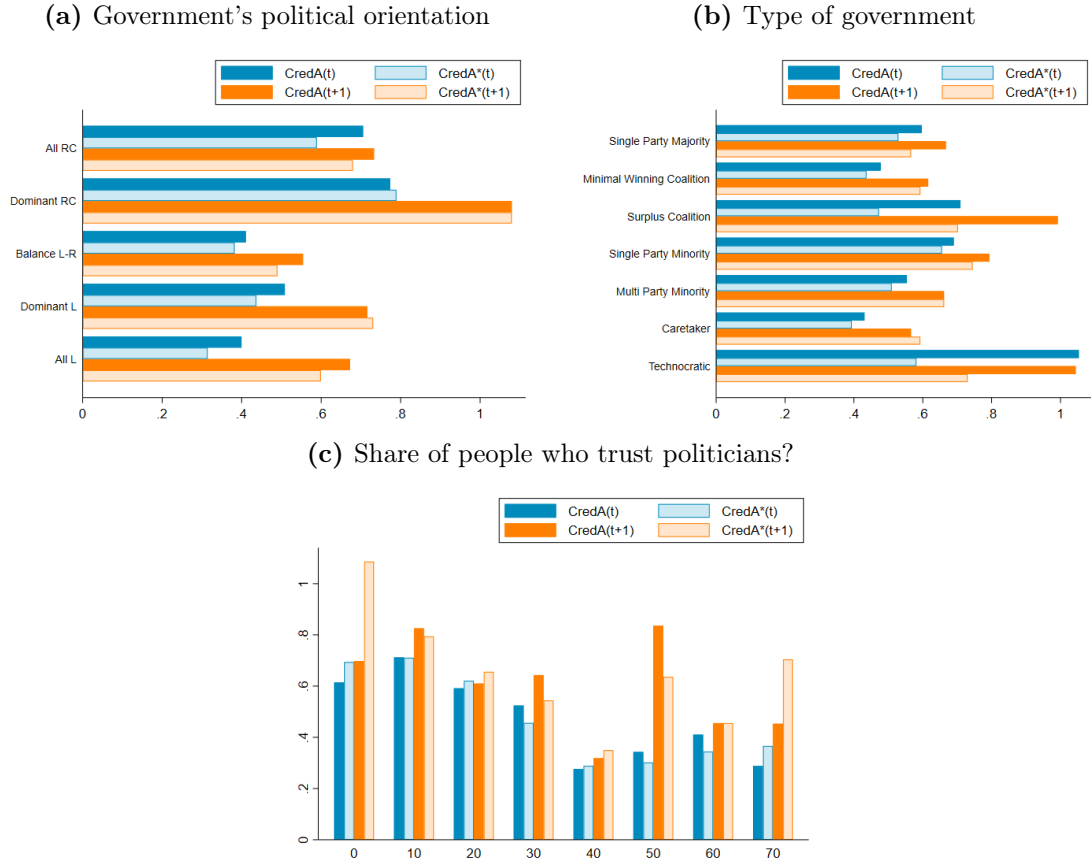 (a) Government's political orientation
CredA(t) CredA*(t)
CredA(t+1) CredA*(t+1)
All RC
Dominant RC
Balance L-R
Dominant L
All L
0 .2 .4 .6 .8 1
(b) Type of government
CredA(t) CredA*(t)
CredA(t+1) CredA*(t+1)
Single Party Majority
Minimal Winning Coalition
Surplus Coalition
Single Party Minority
Multi Party Minority
Caretaker
Technocratic
0 .2 .4 .6 .8 1
(c) Share of people who trust politicians?
CredA(t) CredA*(t)
CredA(t+1) CredA*(t+1)
1
.8
.6
.4
.2
0
0 10 20 30 40 50 60 70